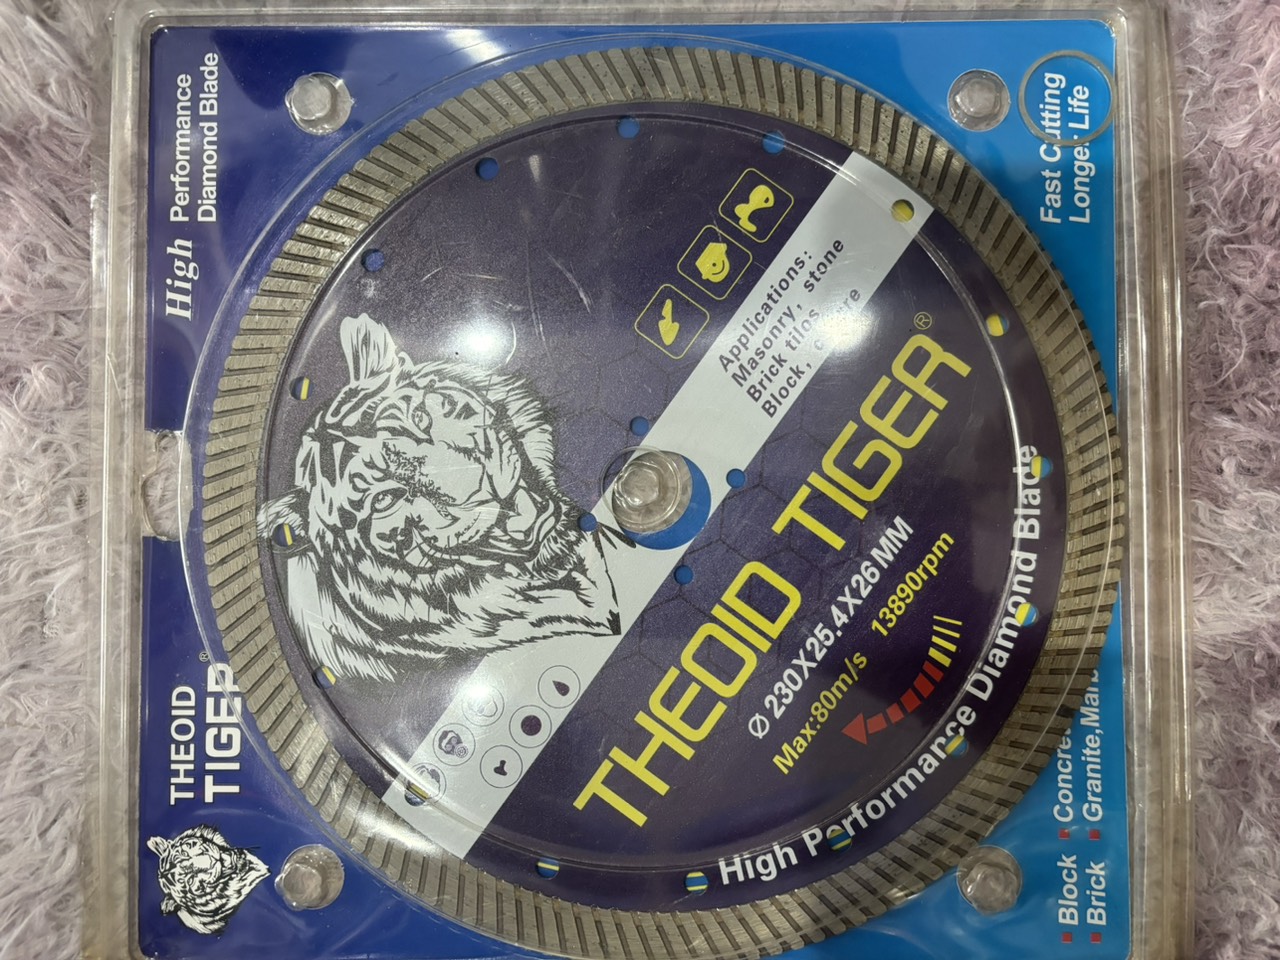 High Performance
Diamond Blade
THEOID
TIGER
®
Fast Cutting
Longer Life
Applications:
Masonry, stone
Brick tilos
Block,
THEOID TIGER®
Ø 230X25.4X26MM
Max:80m/s 13890rpm
High Performance Diamond Blade
Block
Brick
Granite,